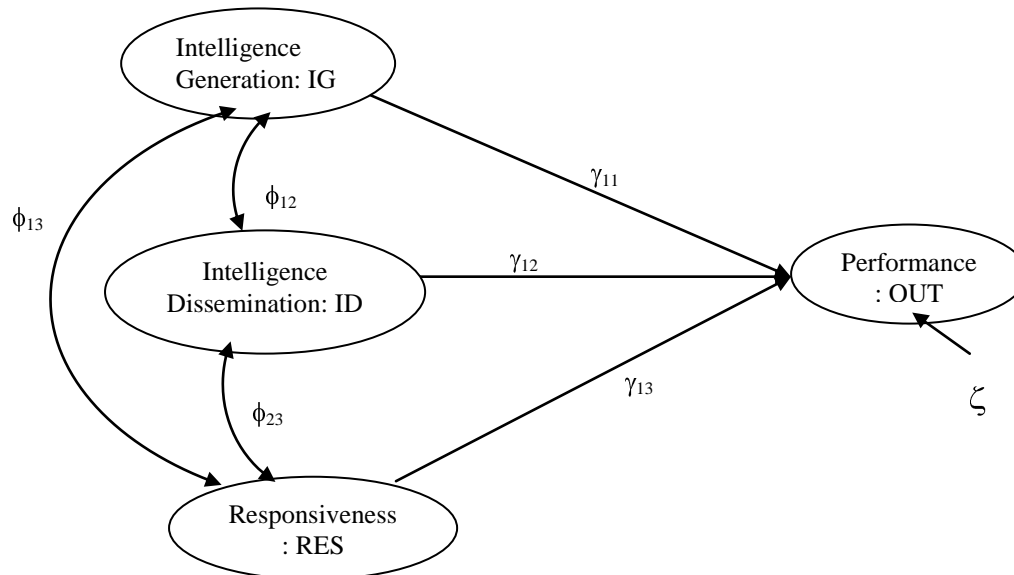 Intelligence
Generation: IG
γ11
ϕ12
ϕ13
Intelligence
Dissemination: ID
γ12
Performance
: OUT
γ13
ζ
ϕ23
Responsiveness
: RES